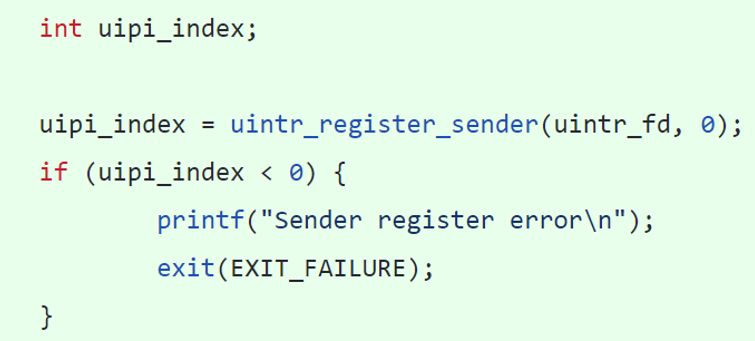 int uipi_index;
uipi_index = uintr_register_sender(uintr_fd, 0);
if (uipi_index < 0) {
        printf("Sender register error\n");
        exit(EXIT_FAILURE);
}